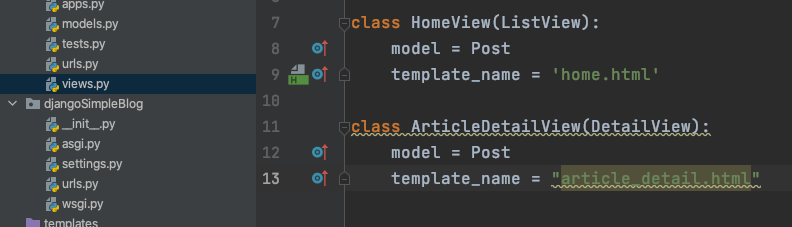 apps.py
models.py
tests.py
urls.py
views.py
djangoSimpleBlog
__init__.py
asgi.py
settings.py
urls.py
wsgi.py
templates
7 class HomeView(ListView):
8 model = Post
9 template_name = 'home.html'
10
11 class ArticleDetailView(DetailView):
12 model = Post
13 template_name = "article_detail.html"